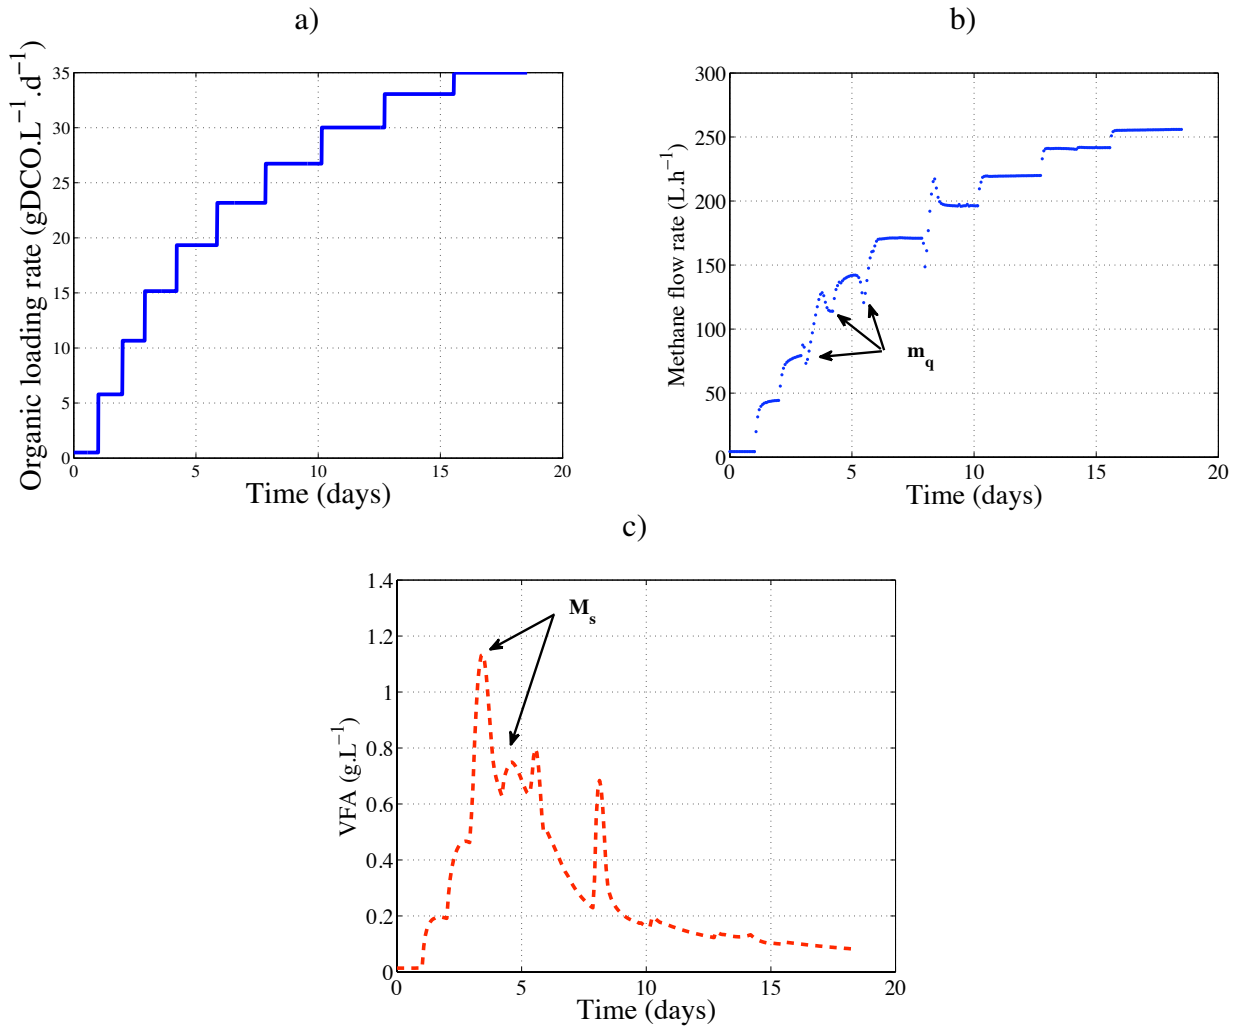 a)
Organic loading rate (gDCO.L⁻¹.d⁻¹)
35
30
25
20
15
10
5
0
0 5 10 15 20
Time (days)
b)
Methane flow rate (L.h⁻¹)
300
250
200
150
100
50
0
m_q
0 5 10 15 20
Time (days)
c)
VFA (g.L⁻¹)
1.4
1.2
1
0.8
0.6
0.4
0.2
0
M_s
0 5 10 15 20
Time (days)